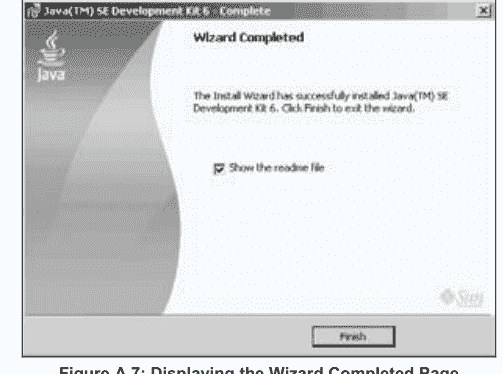 Java(TM) SE Development Kit 6 - Complete
Java
Wizard Completed
The Install Wizard has successfully installed Java(TM) SE
Development Kit 6. Click Finish to exit the wizard.
Show the readme file
Sun
Finish
Figure A.7: Displaying the Wizard Completed Page